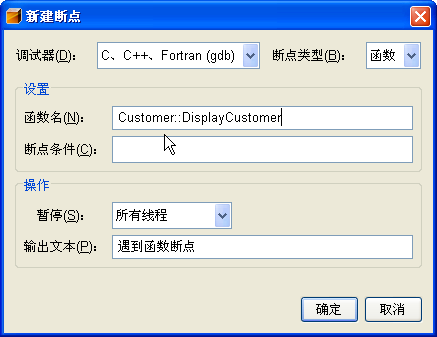 新建断点
调试器(D): C、C++、Fortran (gdb) 断点类型(B): 函数
设置
函数名(N): Customer::DisplayCustomer
断点条件(C):
操作
暂停(S): 所有线程
输出文本(P): 遇到函数断点
确定 取消